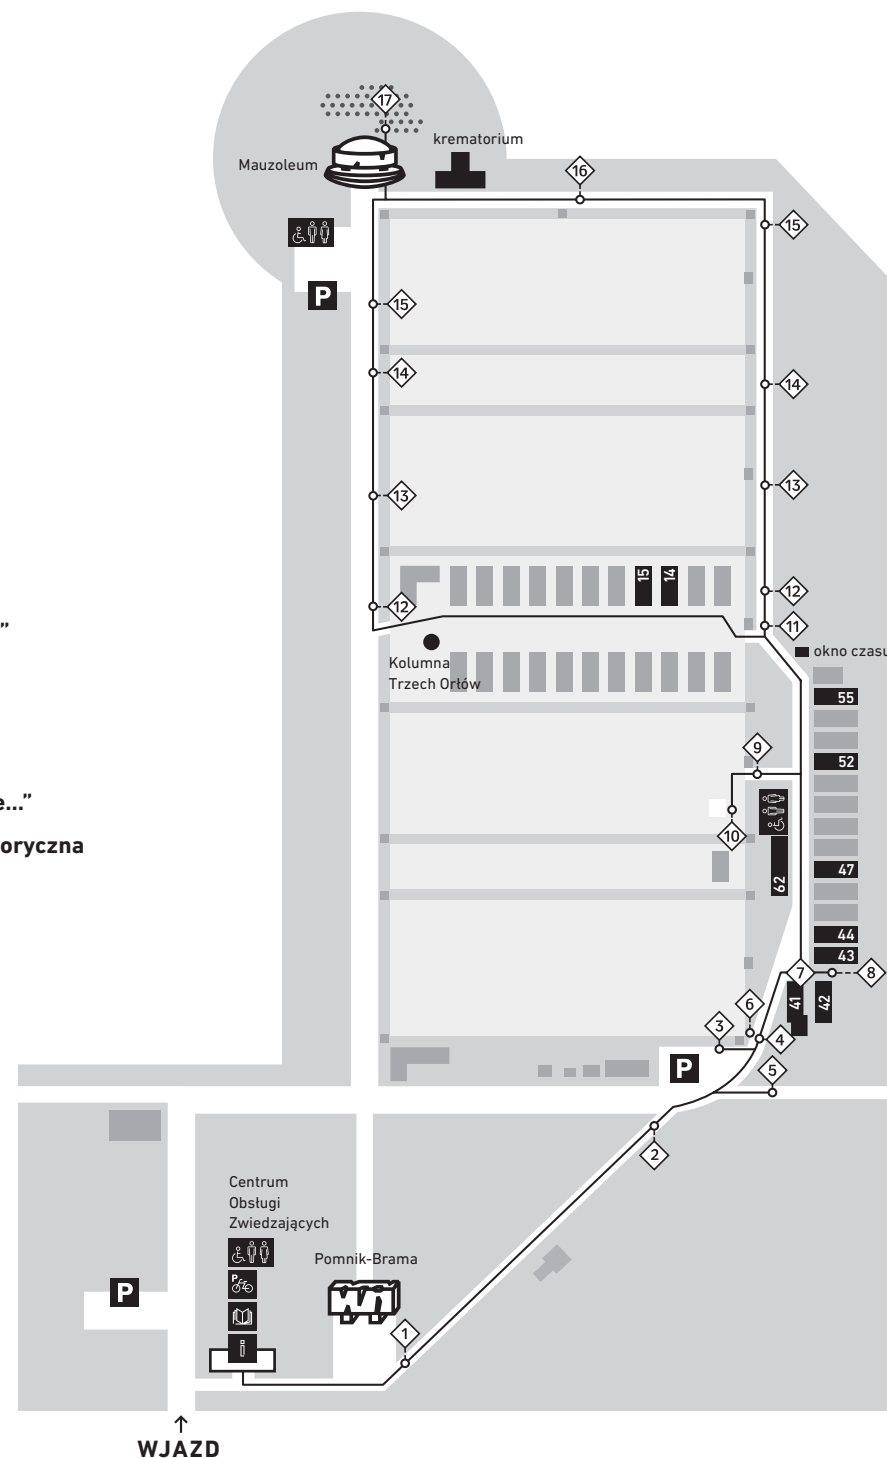 17
krematorium
Mauzoleum
16
15
P
15
14
14
13
13
15
14
12
12
”
11
okno czasu
Kolumna
Trzech Orłów
55
9
52
e...”
10
oryczna
47
62
44
43
7
8
41
42
6
3
4
P
5
2
Centrum
Obsługi
Zwiedzających
Pomnik-Brama
P
P
1
i
WJAZD